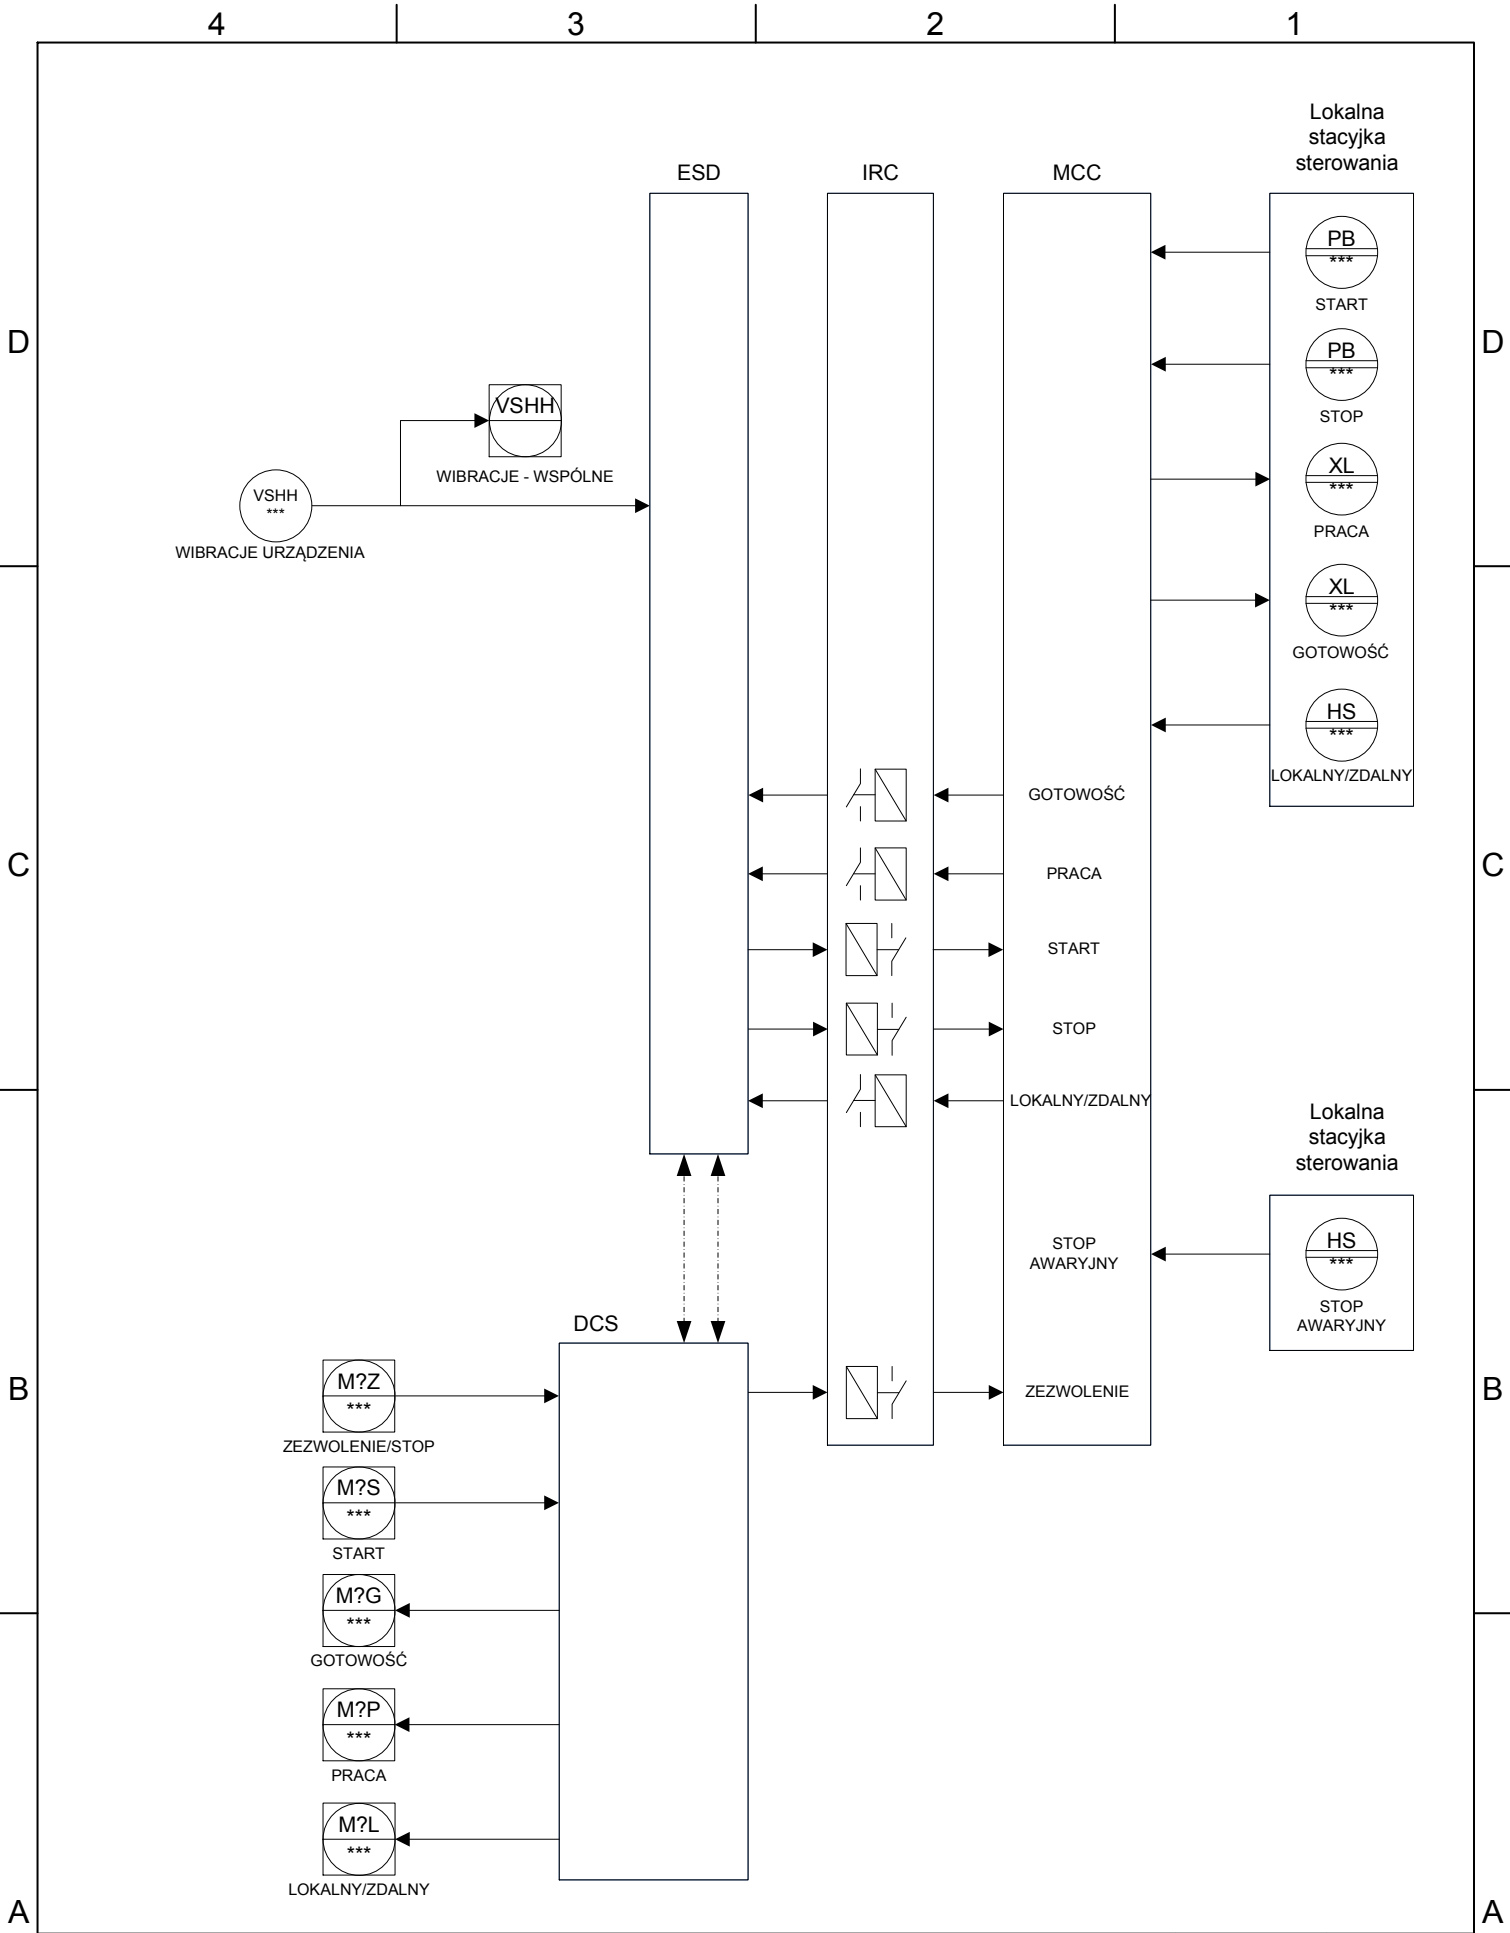 4
3
2
1
Lokalna
stacyjka
sterowania
ESD
IRC
MCC
PB
***
START
D
D
PB
***
STOP
VSHH
WIBRACJE - WSPÓLNE
XL
***
PRACA
VSHH
***
WIBRACJE URZĄDZENIA
XL
***
GOTOWOŚĆ
HS
***
LOKALNY/ZDALNY
GOTOWOŚĆ
C
PRACA
C
START
STOP
LOKALNY/ZDALNY
Lokalna
stacyjka
sterowania
STOP
AWARYJNY
HS
***
STOP
AWARYJNY
DCS
B
M?Z
***
ZEZWOLENIE/STOP
ZEZWOLENIE
B
M?S
***
START
M?G
***
GOTOWOŚĆ
M?P
***
PRACA
M?L
***
LOKALNY/ZDALNY
A
A